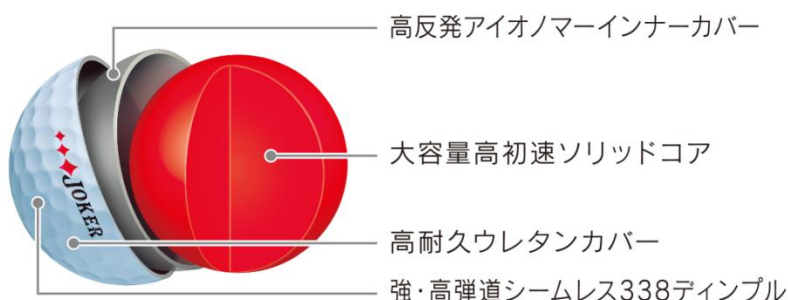 高反発アイオノマーインナーカバー
大容量高初速ソリッドコア
JOKER
高耐久ウレタンカバー
強・高弾道シームレス338ディンプル